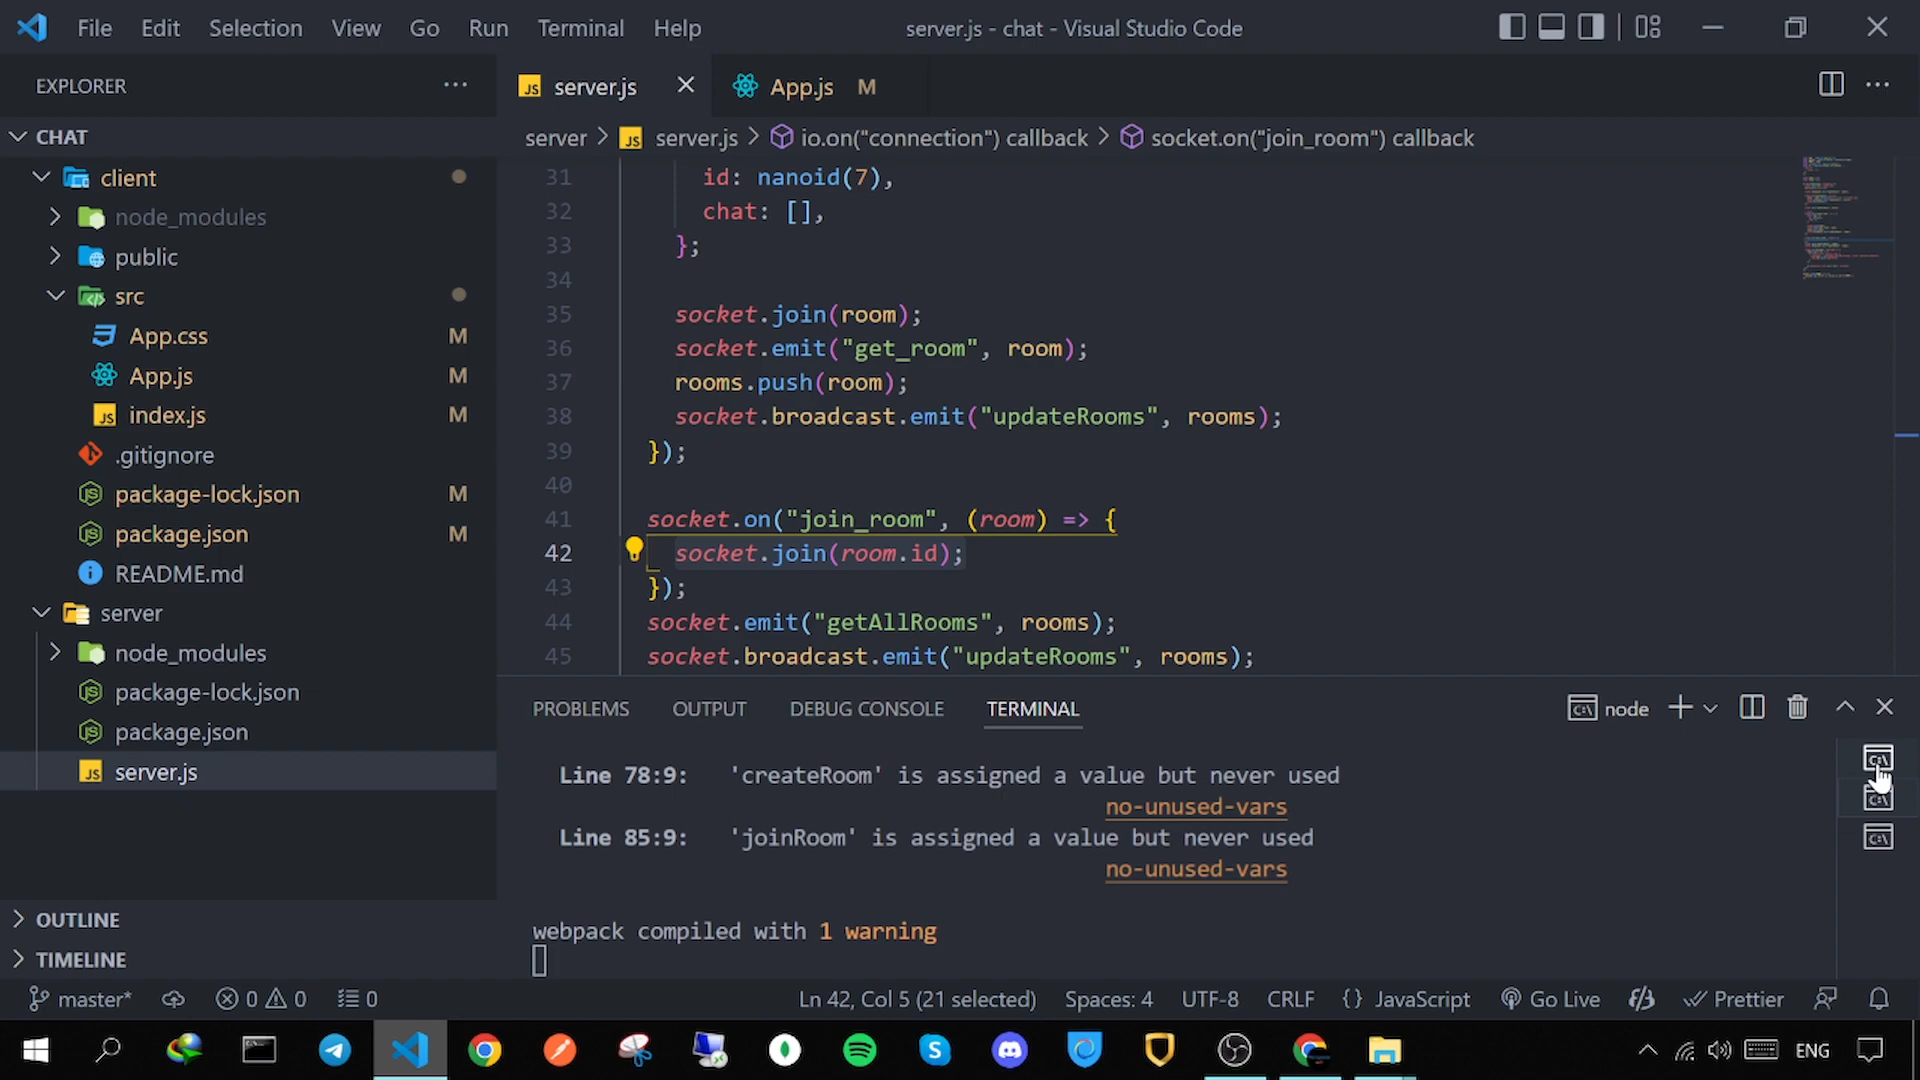 File Edit Selection View Go Run Terminal Help
server.js - chat - Visual Studio Code
EXPLORER
server.js
App.js M
CHAT
server > server.js > io.on("connection") callback > socket.on("join_room") callback
client
node_modules
public
src
App.css M
App.js M
index.js M
.gitignore
package-lock.json M
package.json M
README.md
server
node_modules
package-lock.json
package.json
server.js
OUTLINE
TIMELINE
31 id: nanoid(7),
32 chat: [],
33 };
34
35 socket.join(room);
36 socket.emit("get_room", room);
37 rooms.push(room);
38 socket.broadcast.emit("updateRooms", rooms);
39 });
40
41 socket.on("join_room", (room) => {
42 socket.join(room.id);
43 });
44 socket.emit("getAllRooms", rooms);
45 socket.broadcast.emit("updateRooms", rooms);
PROBLEMS OUTPUT DEBUG CONSOLE TERMINAL
node
Line 78:9: 'createRoom' is assigned a value but never used
no-unused-vars
Line 85:9: 'joinRoom' is assigned a value but never used
no-unused-vars
webpack compiled with 1 warning
master* 0 0 0 Ln 42, Col 5 (21 selected) Spaces: 4 UTF-8 CRLF {} JavaScript Go Live Prettier
ENG